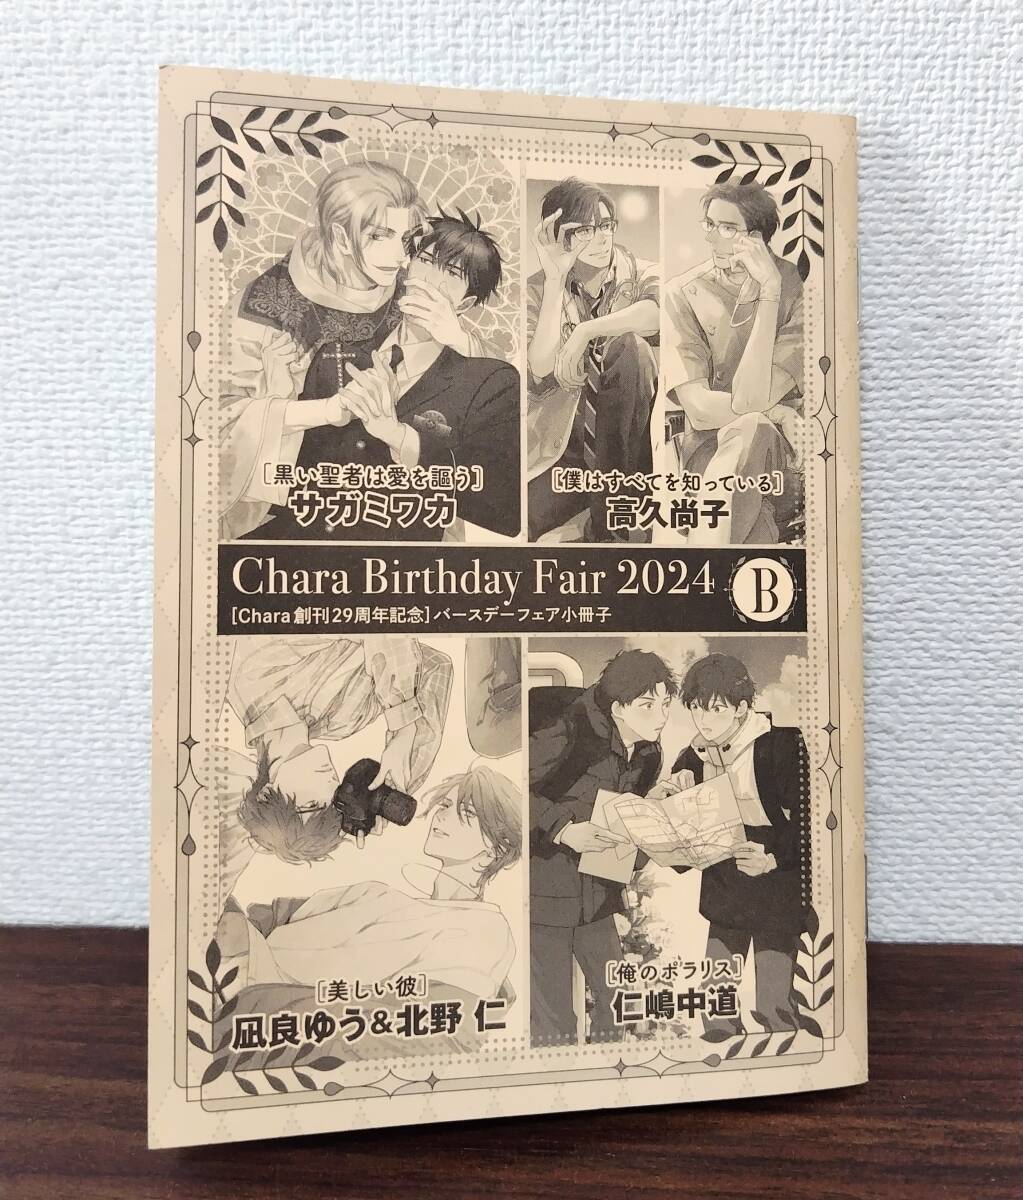 [黒い聖者は愛を謳う]
サガミワカ
[僕はすべてを知っている]
高久尚子
Chara Birthday Fair 2024
B
[Chara 創刊29周年記念] バースデーフェア小冊子
[美しい彼]
凪良ゆう&北野 仁
[俺のポラリス]
仁嶋中道